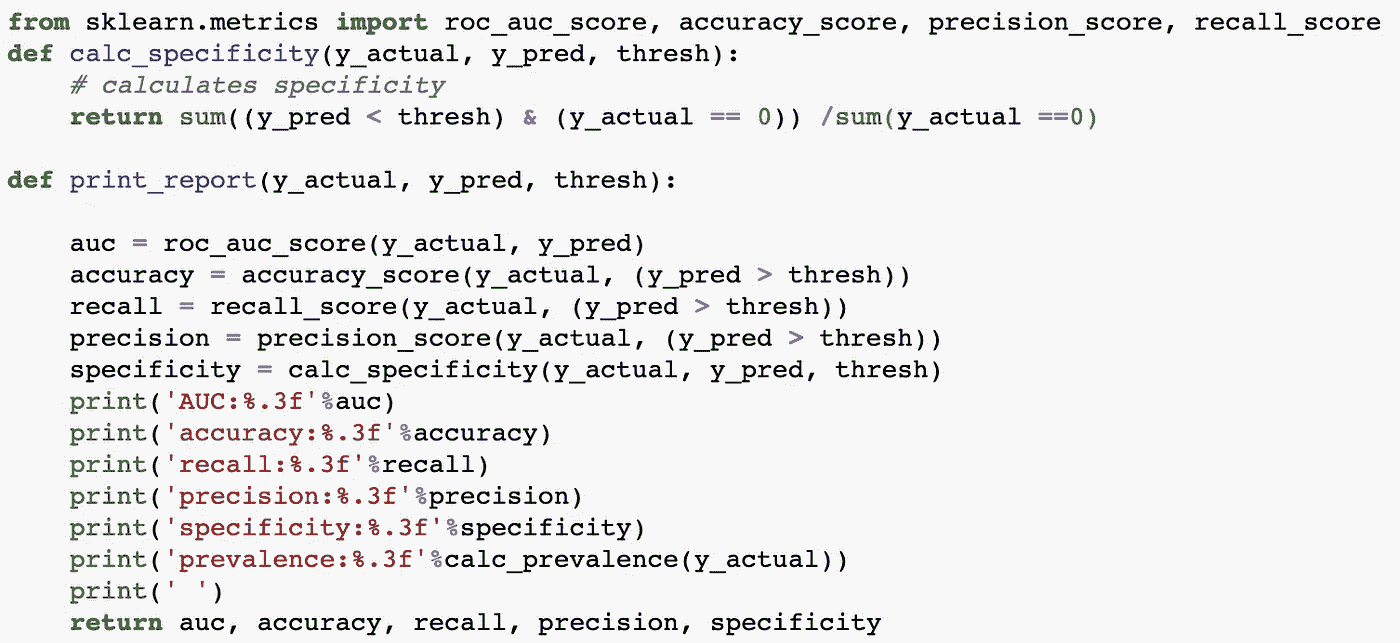 from sklearn.metrics import roc_auc_score, accuracy_score, precision_score, recall_score
def calc_specificity(y_actual, y_pred, thresh):
    # calculates specificity
    return sum((y_pred < thresh) & (y_actual == 0)) /sum(y_actual ==0)

def print_report(y_actual, y_pred, thresh):

    auc = roc_auc_score(y_actual, y_pred)
    accuracy = accuracy_score(y_actual, (y_pred > thresh))
    recall = recall_score(y_actual, (y_pred > thresh))
    precision = precision_score(y_actual, (y_pred > thresh))
    specificity = calc_specificity(y_actual, y_pred, thresh)
    print('AUC:%.3f'%auc)
    print('accuracy:%.3f'%accuracy)
    print('recall:%.3f'%recall)
    print('precision:%.3f'%precision)
    print('specificity:%.3f'%specificity)
    print('prevalence:%.3f'%calc_prevalence(y_actual))
    print(' ')
    return auc, accuracy, recall, precision, specificity